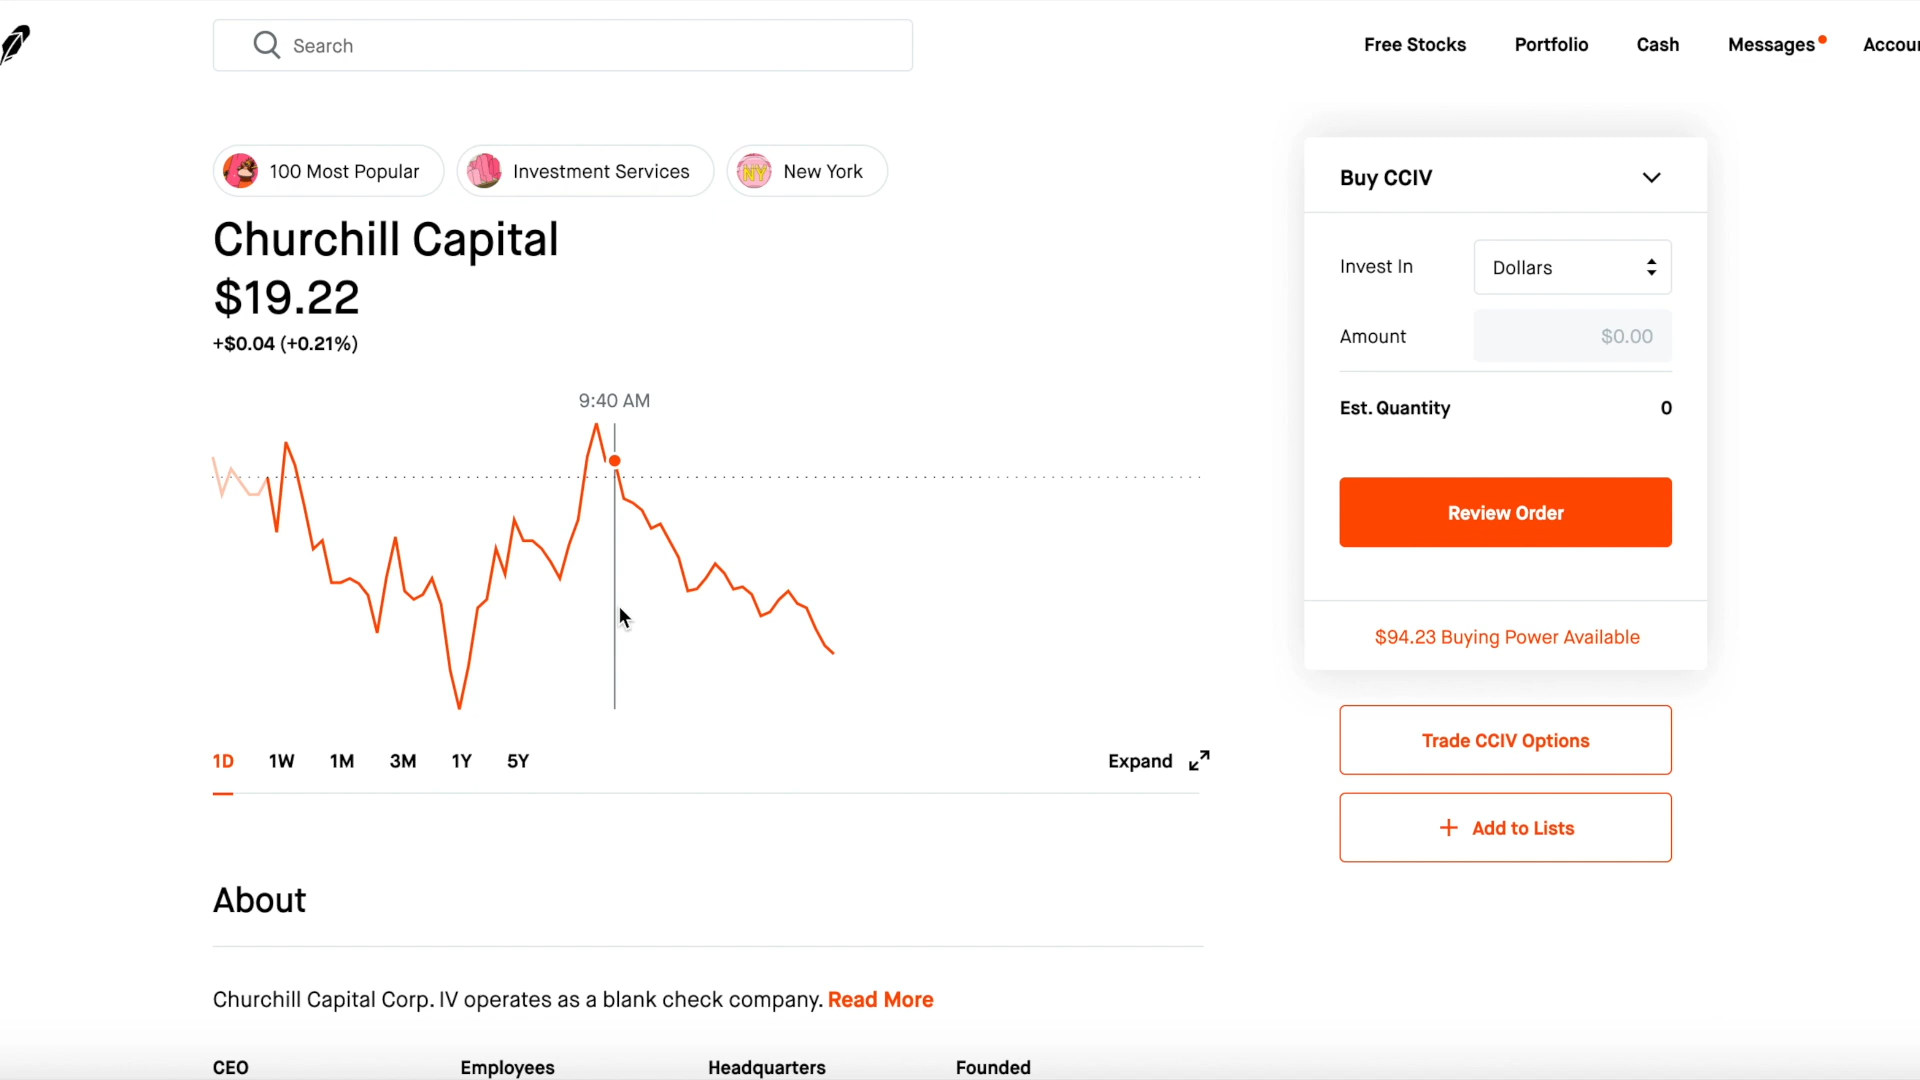 Search
Free Stocks
Portfolio
Cash
Messages
Accoun
100 Most Popular
Investment Services
NY
New York
Churchill Capital
$19.22
+$0.04 (+0.21%)
9:40 AM
1D
1W
1M
3M
1Y
5Y
Expand
Buy CCIV
Invest In
Dollars
Amount
$0.00
Est. Quantity
0
Review Order
$94.23 Buying Power Available
Trade CCIV Options
+ Add to Lists
About
Churchill Capital Corp. IV operates as a blank check company. Read More
CEO
Employees
Headquarters
Founded